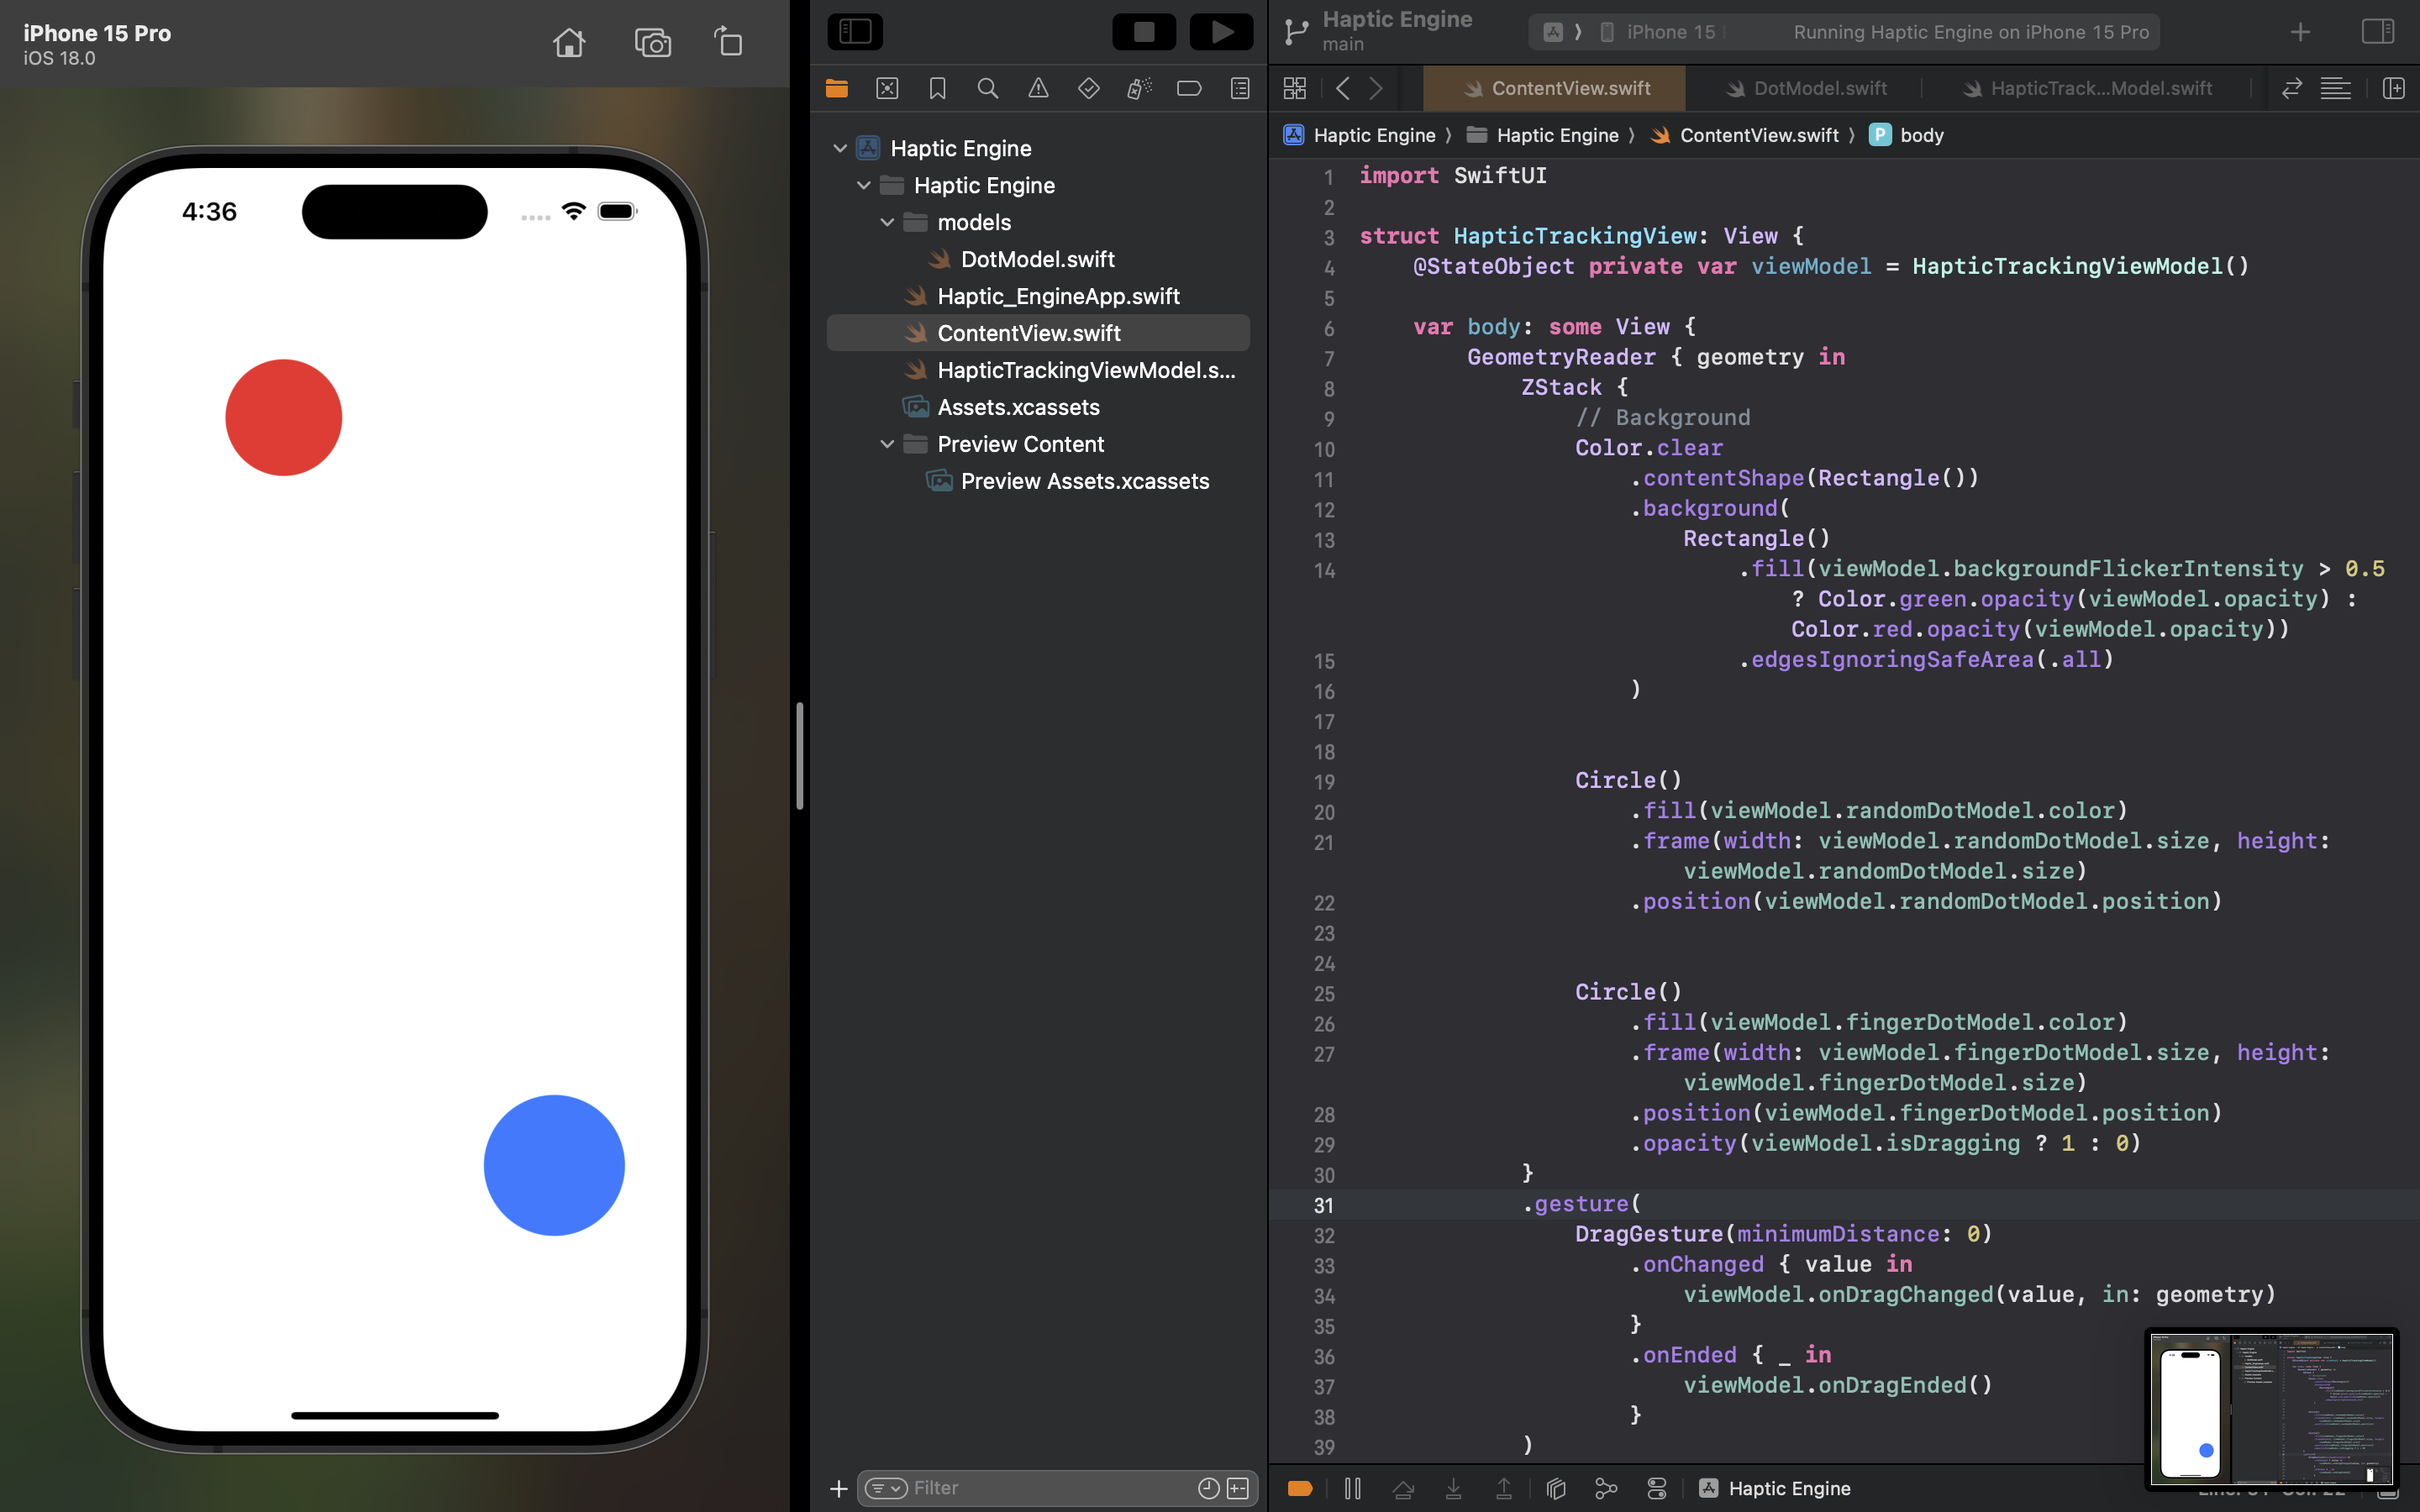 iPhone 15 Pro
iOS 18.0
4:36
Haptic Engine
Haptic Engine
models
DotModel.swift
Haptic_EngineApp.swift
ContentView.swift
HapticTrackingViewModel.s...
Assets.xcassets
Preview Content
Preview Assets.xcassets
Filter
Haptic Engine
main
iPhone 15
Running Haptic Engine on iPhone 15 Pro
ContentView.swift
DotModel.swift
HapticTrack...Model.swift
Haptic Engine 〉 Haptic Engine 〉 ContentView.swift 〉 P body
1 import SwiftUI
2
3 struct HapticTrackingView: View {
4 @StateObject private var viewModel = HapticTrackingViewModel()
5
6 var body: some View {
7 GeometryReader { geometry in
8 ZStack {
9 // Background
10 Color.clear
11 .contentShape(Rectangle())
12 .background(
13 Rectangle()
14 .fill(viewModel.backgroundFlickerIntensity > 0.5
? Color.green.opacity(viewModel.opacity) :
Color.red.opacity(viewModel.opacity))
15 .edgesIgnoringSafeArea(.all)
16 )
17
18
19 Circle()
20 .fill(viewModel.randomDotModel.color)
21 .frame(width: viewModel.randomDotModel.size, height:
viewModel.randomDotModel.size)
22 .position(viewModel.randomDotModel.position)
23
24
25 Circle()
26 .fill(viewModel.fingerDotModel.color)
27 .frame(width: viewModel.fingerDotModel.size, height:
viewModel.fingerDotModel.size)
28 .position(viewModel.fingerDotModel.position)
29 .opacity(viewModel.isDragging ? 1 : 0)
30 }
31 .gesture(
32 DragGesture(minimumDistance: 0)
33 .onChanged { value in
34 viewModel.onDragChanged(value, in: geometry)
35 }
36 .onEnded { _ in
37 viewModel.onDragEnded()
38 }
39 )
Haptic Engine